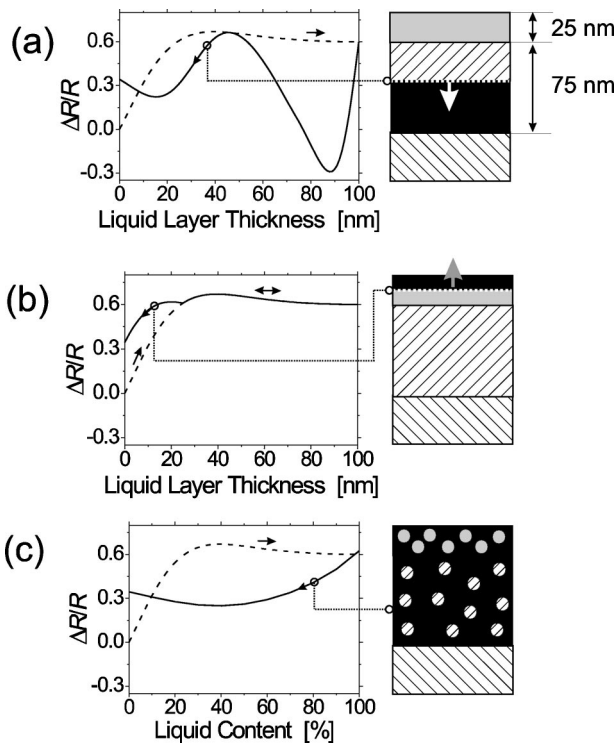 (a)
ΔR/R
0.6
0.3
0.0
-0.3
0 20 40 60 80 100
Liquid Layer Thickness [nm]
25 nm
75 nm
(b)
ΔR/R
0.6
0.3
0.0
-0.3
0 20 40 60 80 100
Liquid Layer Thickness [nm]
(c)
ΔR/R
0.6
0.3
0.0
-0.3
0 20 40 60 80 100
Liquid Content [%]